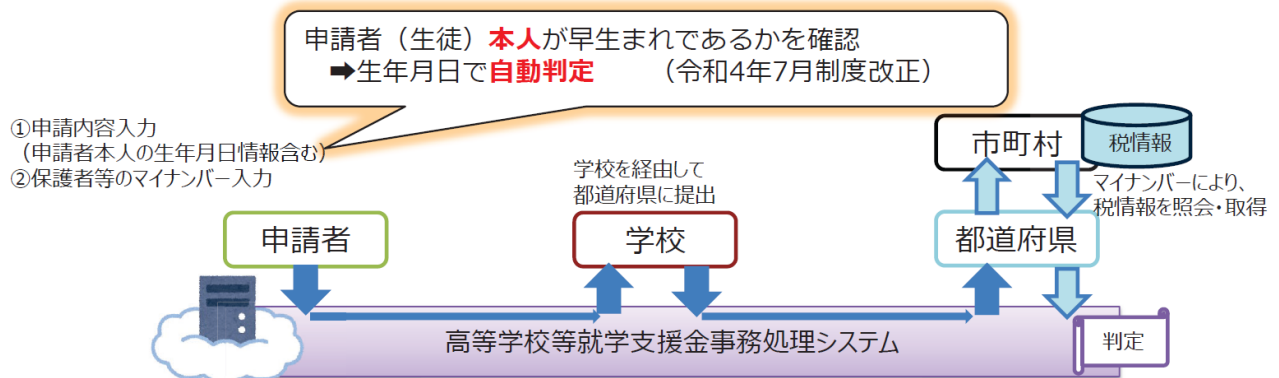 申請者（生徒）本人が早生まれであるかを確認
➡生年月日で自動判定　　（令和4年7月制度改正）
①申請内容入力
（申請者本人の生年月日情報含む）
②保護者等のマイナンバー入力
学校を経由して
都道府県に提出
市町村
税情報
マイナンバーにより、
税情報を照会・取得
申請者
学校
都道府県
高等学校等就学支援金事務処理システム
判定